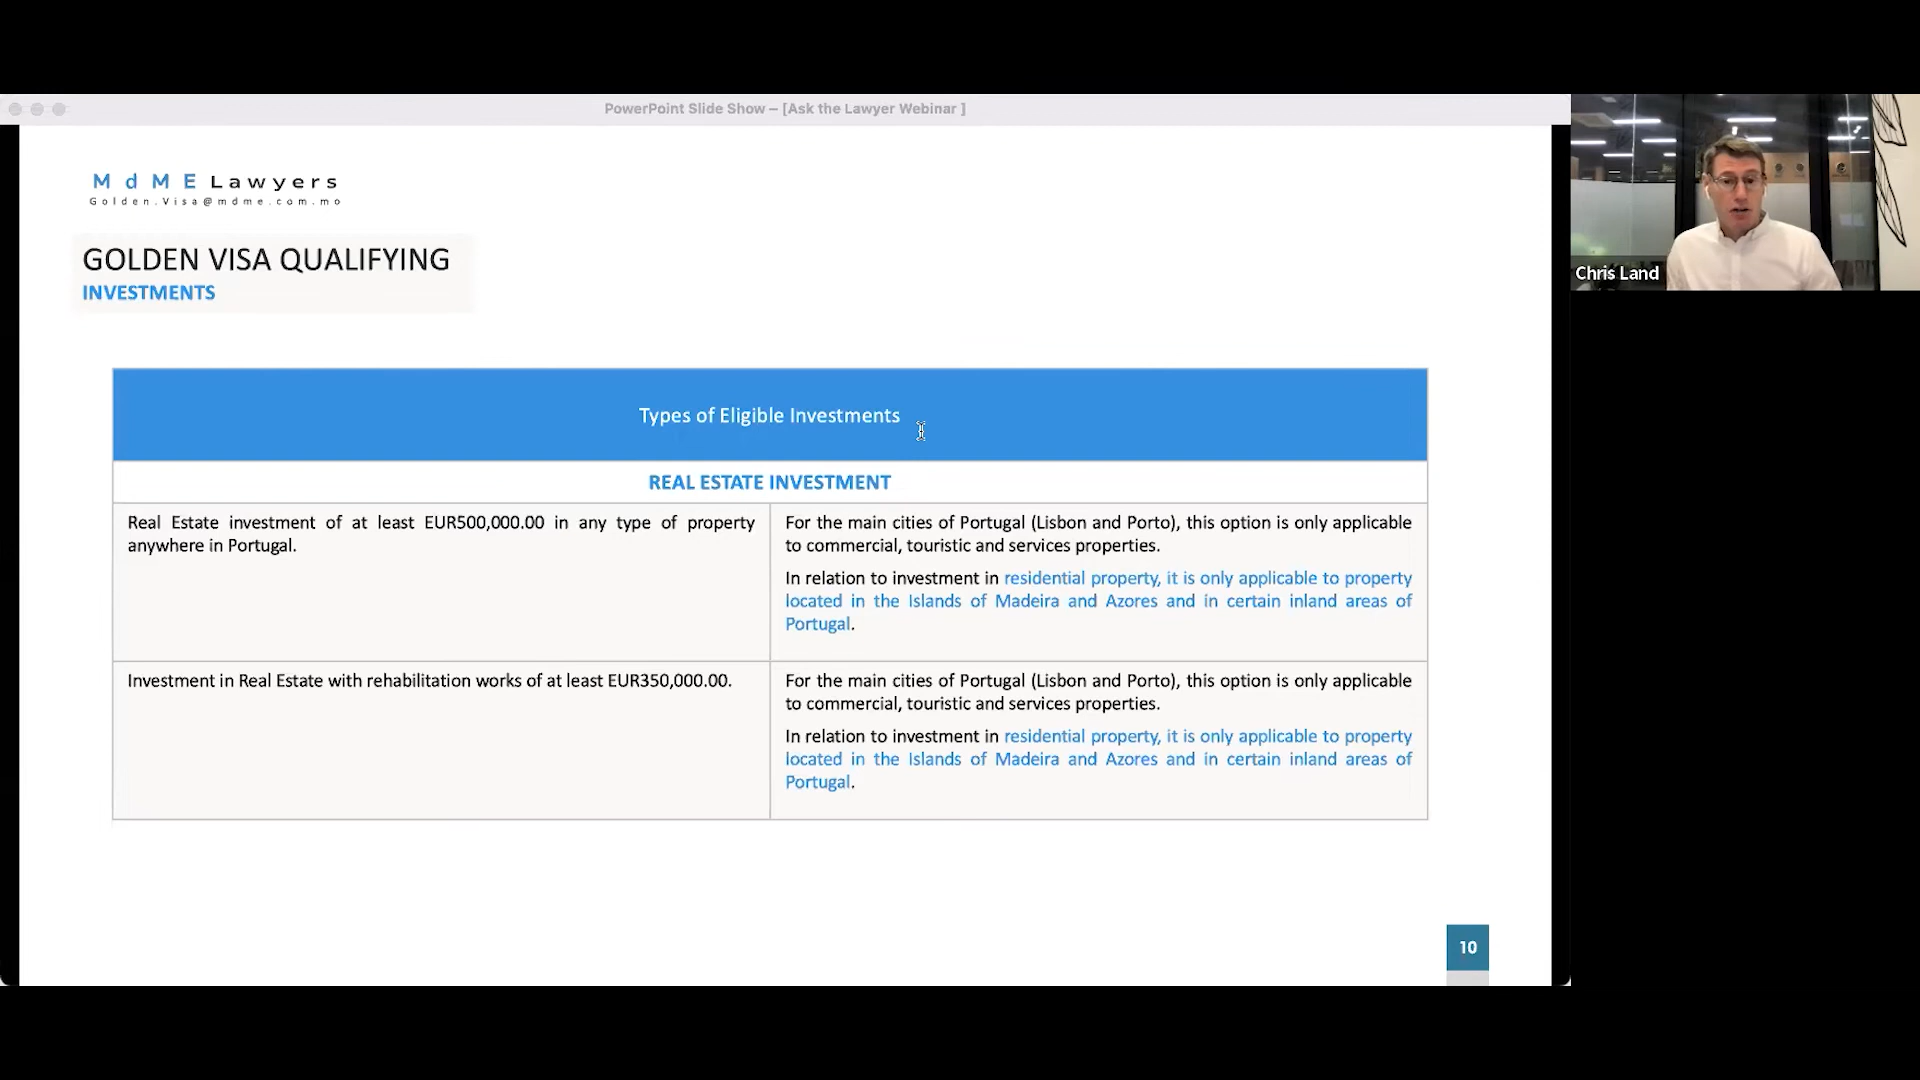 PowerPoint Slide Show – [Ask the Lawyer Webinar ]
MdME Lawyers
Golden.Visa@mdme.com.mo
GOLDEN VISA QUALIFYING
INVESTMENTS
Chris Land
Types of Eligible Investments
REAL ESTATE INVESTMENT
Real Estate investment of at least EUR500,000.00 in any type of property
anywhere in Portugal.
For the main cities of Portugal (Lisbon and Porto), this option is only applicable
to commercial, touristic and services properties.
In relation to investment in residential property, it is only applicable to property
located in the Islands of Madeira and Azores and in certain inland areas of
Portugal.
Investment in Real Estate with rehabilitation works of at least EUR350,000.00.
For the main cities of Portugal (Lisbon and Porto), this option is only applicable
to commercial, touristic and services properties.
In relation to investment in residential property, it is only applicable to property
located in the Islands of Madeira and Azores and in certain inland areas of
Portugal.
10